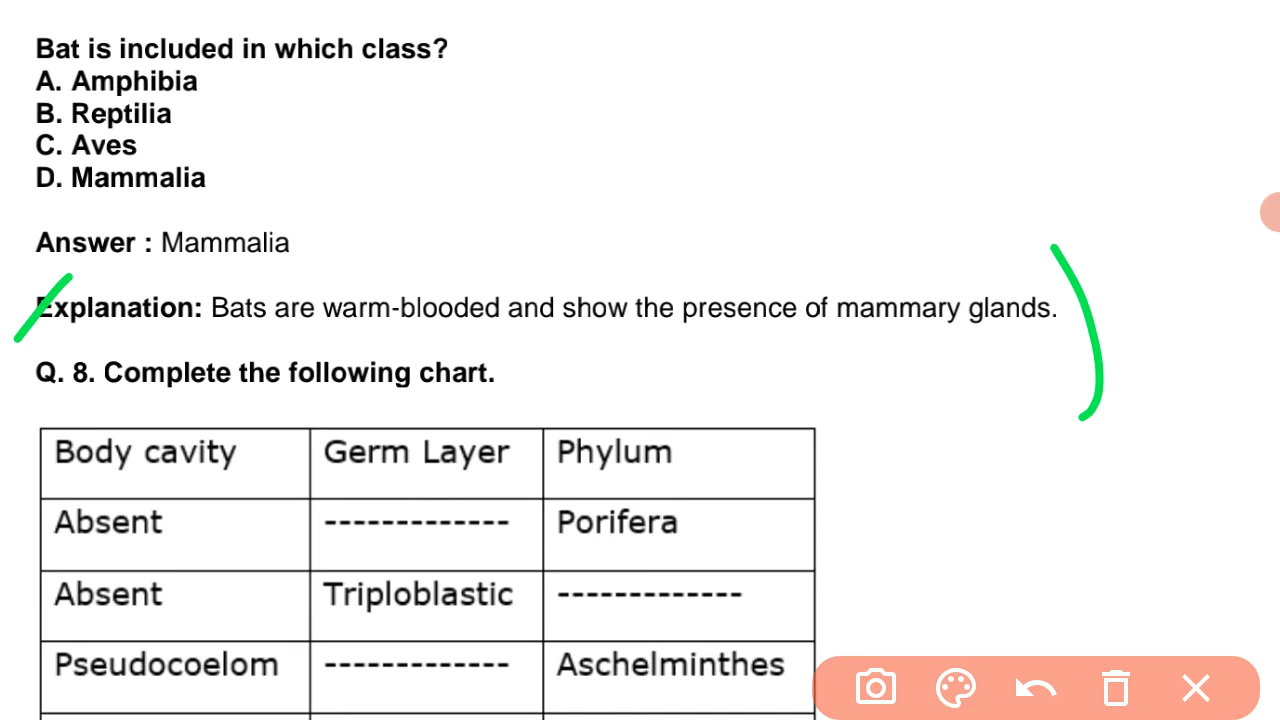 Bat is included in which class?
A. Amphibia
B. Reptilia
C. Aves
D. Mammalia
Answer : Mammalia
Explanation: Bats are warm-blooded and show the presence of mammary glands.
Q. 8. Complete the following chart.
Body cavity Germ Layer Phylum
Absent ------------- Porifera
Absent Triploblastic -------------
Pseudocoelom ------------- Aschelminthes